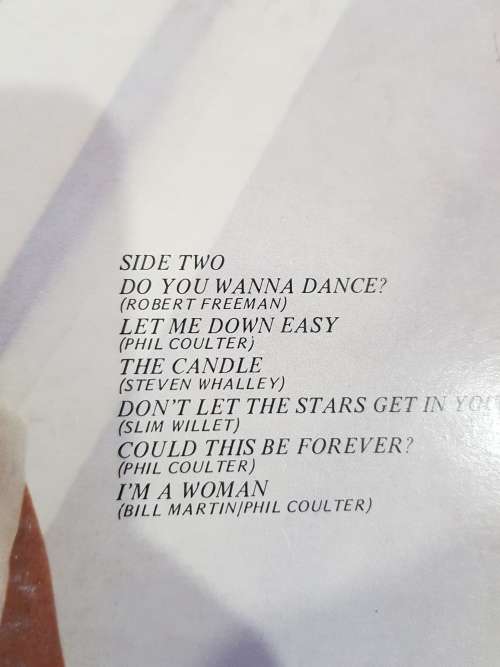 SIDE TWO
DO YOU WANNA DANCE?
(ROBERT FREEMAN)
LET ME DOWN EASY
(PHIL COULTER)
THE CANDLE
(STEVEN WHALLEY)
DON'T LET THE STARS GET IN
(SLIM WILLET)
COULD THIS BE FOREVER?
(PHIL COULTER)
I'M A WOMAN
(BILL MARTIN/PHIL COULTER)